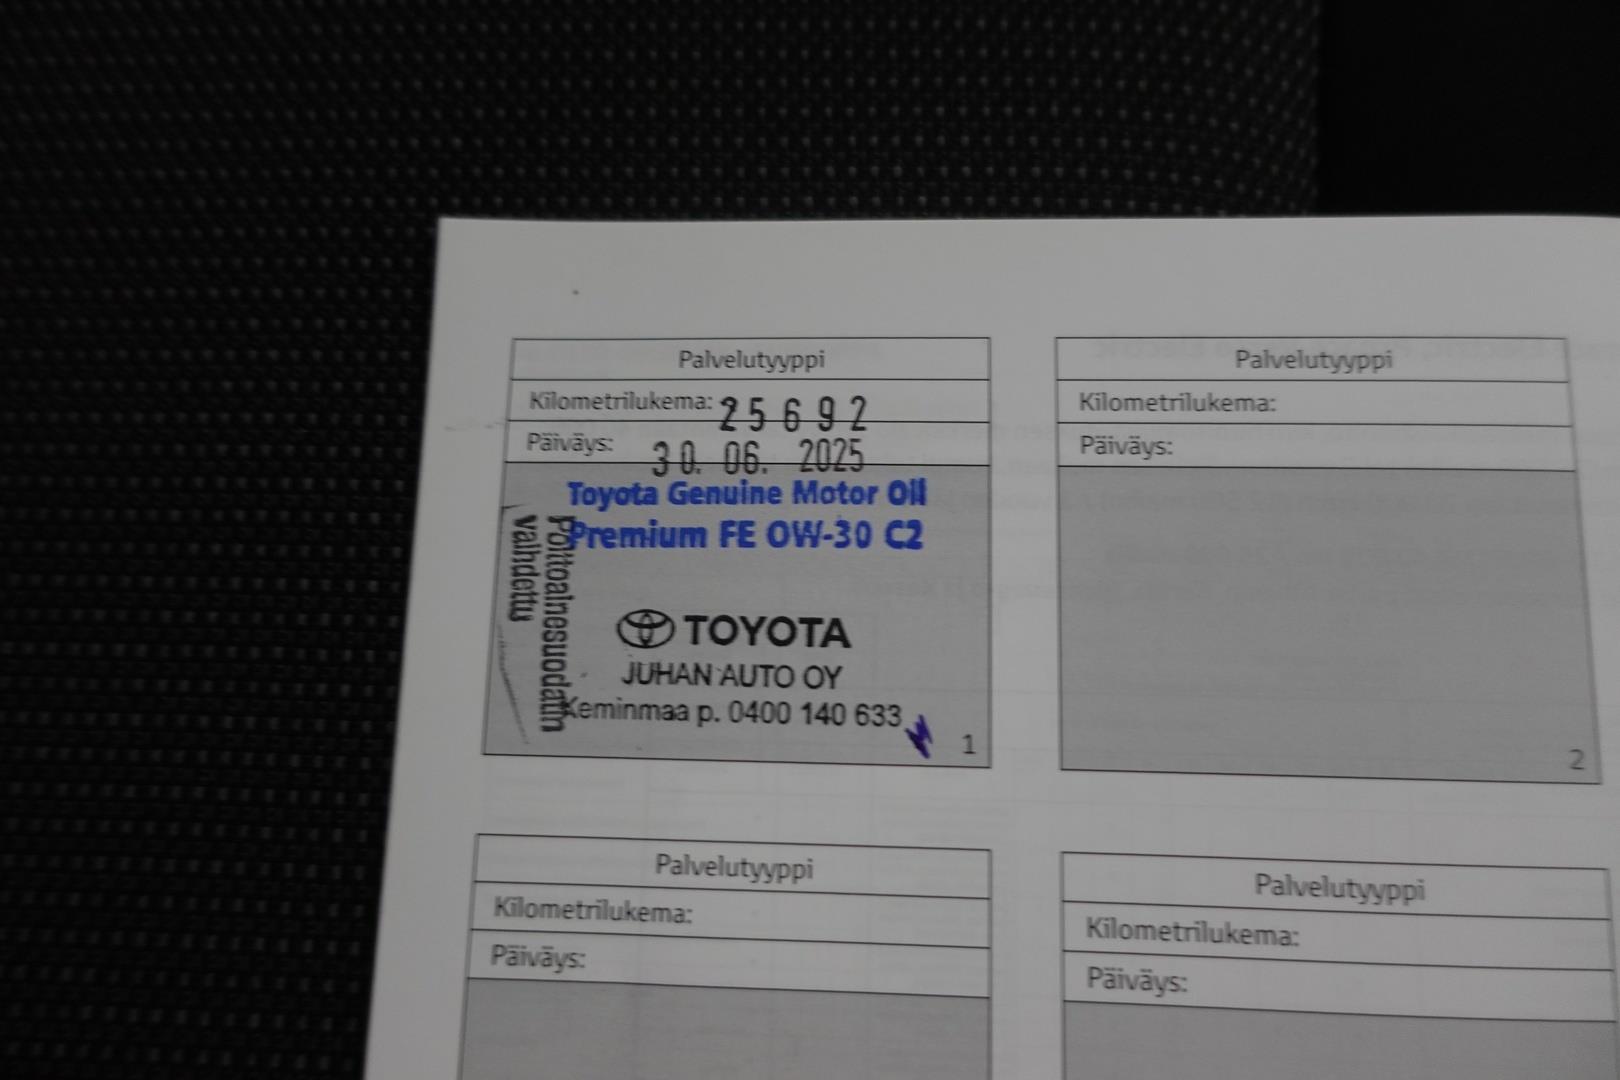 Palvelutyyppi
Kilometrilukema: 25692
Päiväys: 30. 06. 2025
Toyota Genuine Motor Oil
Premium FE 0W-30 C2
Polttoainesuodatin
vaihdettu
TOYOTA
JUHAN AUTO OY
Keminmaa p. 0400 140 633
1
Palvelutyyppi
Kilometrilukema:
Päiväys:
2
Palvelutyyppi
Kilometrilukema:
Päiväys:
Palvelutyyppi
Kilometrilukema:
Päiväys: